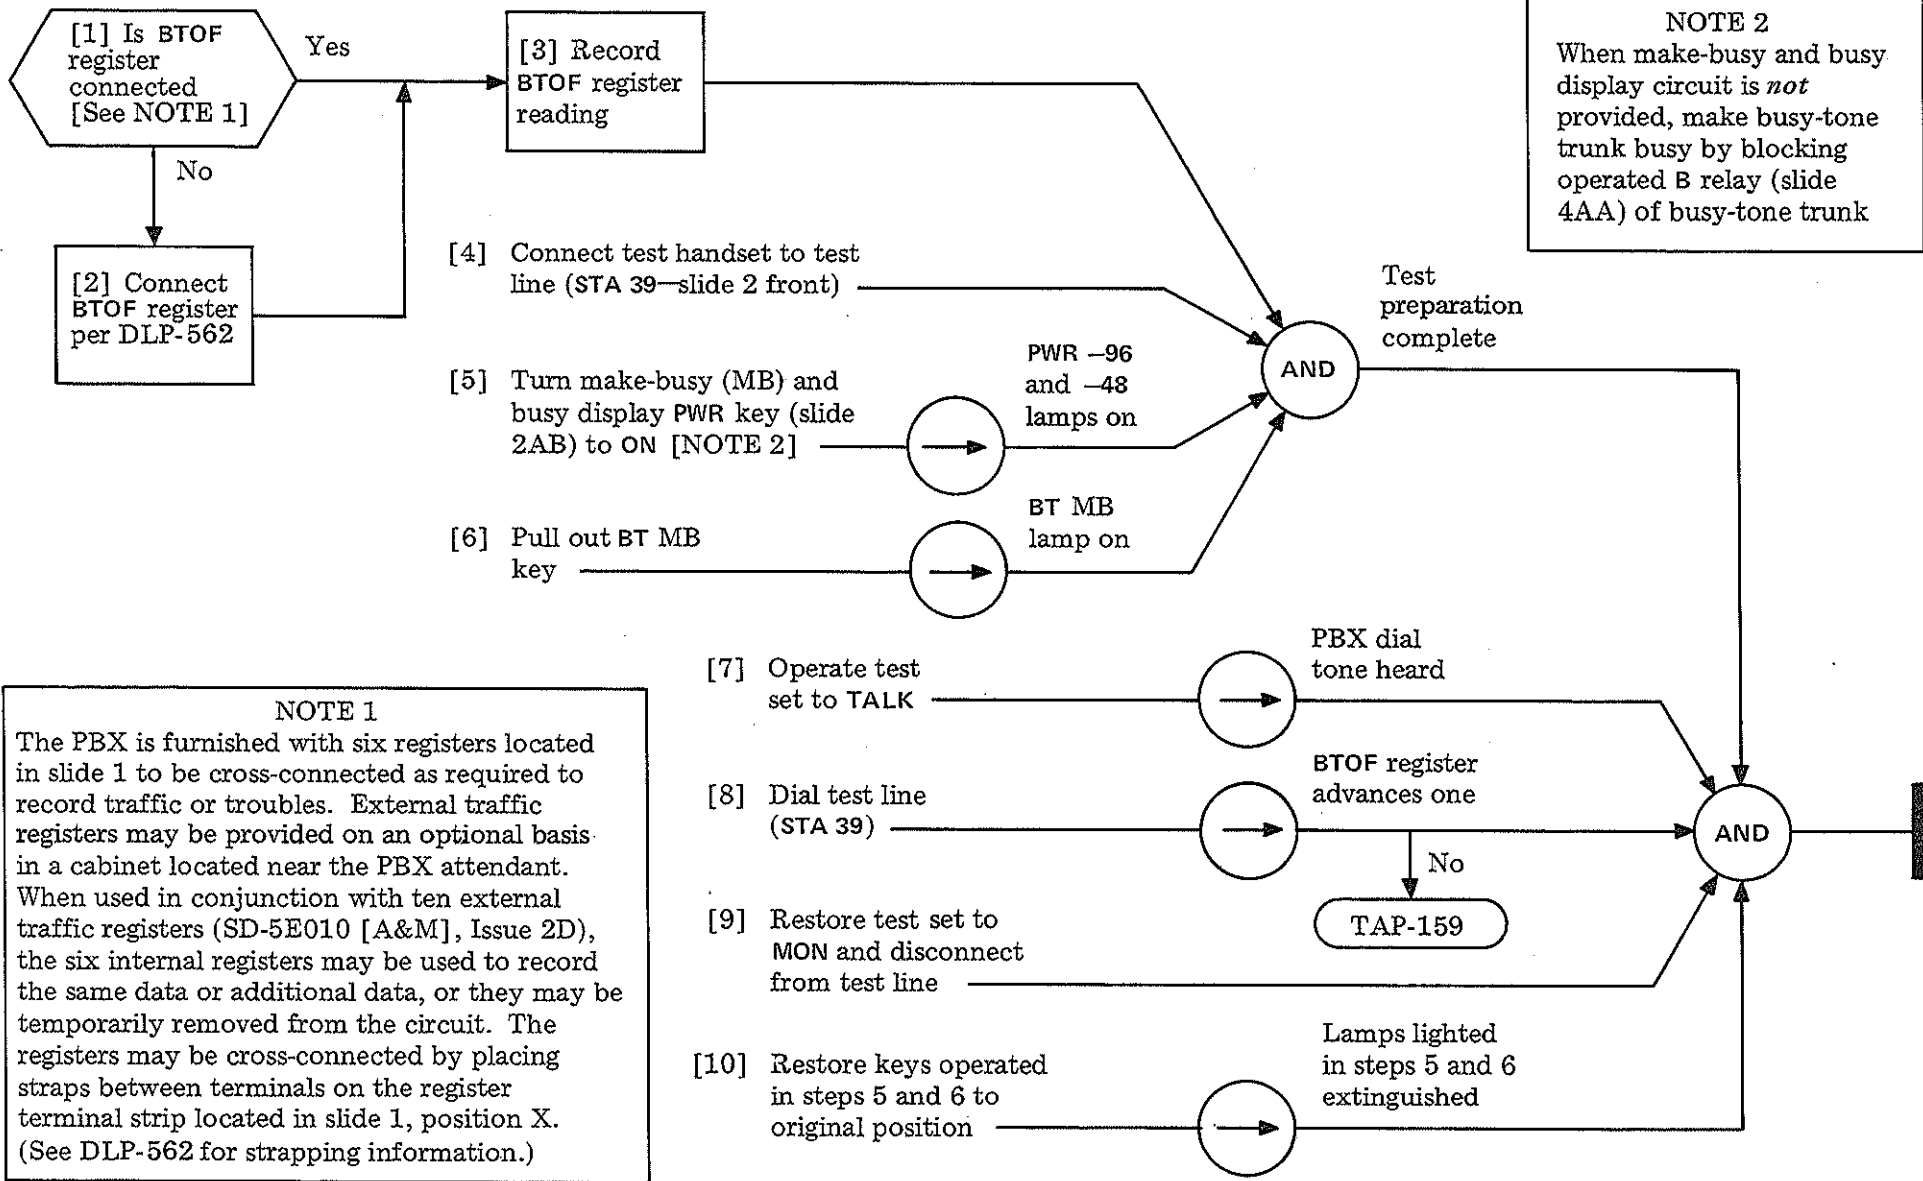 [1] Is BTOF
register
connected
[See NOTE 1]
Yes
No
[2] Connect
BTOF register
per DLP-562
[3] Record
BTOF register
reading
NOTE 2
When make-busy and busy
display circuit is not
provided, make busy-tone
trunk busy by blocking
operated B relay (slide
4AA) of busy-tone trunk
[4] Connect test handset to test
line (STA 39—slide 2 front)
[5] Turn make-busy (MB) and
busy display PWR key (slide
2AB) to ON [NOTE 2]
PWR –96
and –48
lamps on
[6] Pull out BT MB
key
BT MB
lamp on
AND
Test
preparation
complete
[7] Operate test
set to TALK
PBX dial
tone heard
[8] Dial test line
(STA 39)
BTOF register
advances one
No
TAP-159
[9] Restore test set to
MON and disconnect
from test line
[10] Restore keys operated
in steps 5 and 6 to
original position
Lamps lighted
in steps 5 and 6
extinguished
AND
NOTE 1
The PBX is furnished with six registers located
in slide 1 to be cross-connected as required to
record traffic or troubles. External traffic
registers may be provided on an optional basis
in a cabinet located near the PBX attendant.
When used in conjunction with ten external
traffic registers (SD-5E010 [A&M], Issue 2D),
the six internal registers may be used to record
the same data or additional data, or they may be
temporarily removed from the circuit. The
registers may be cross-connected by placing
straps between terminals on the register
terminal strip located in slide 1, position X.
(See DLP-562 for strapping information.)